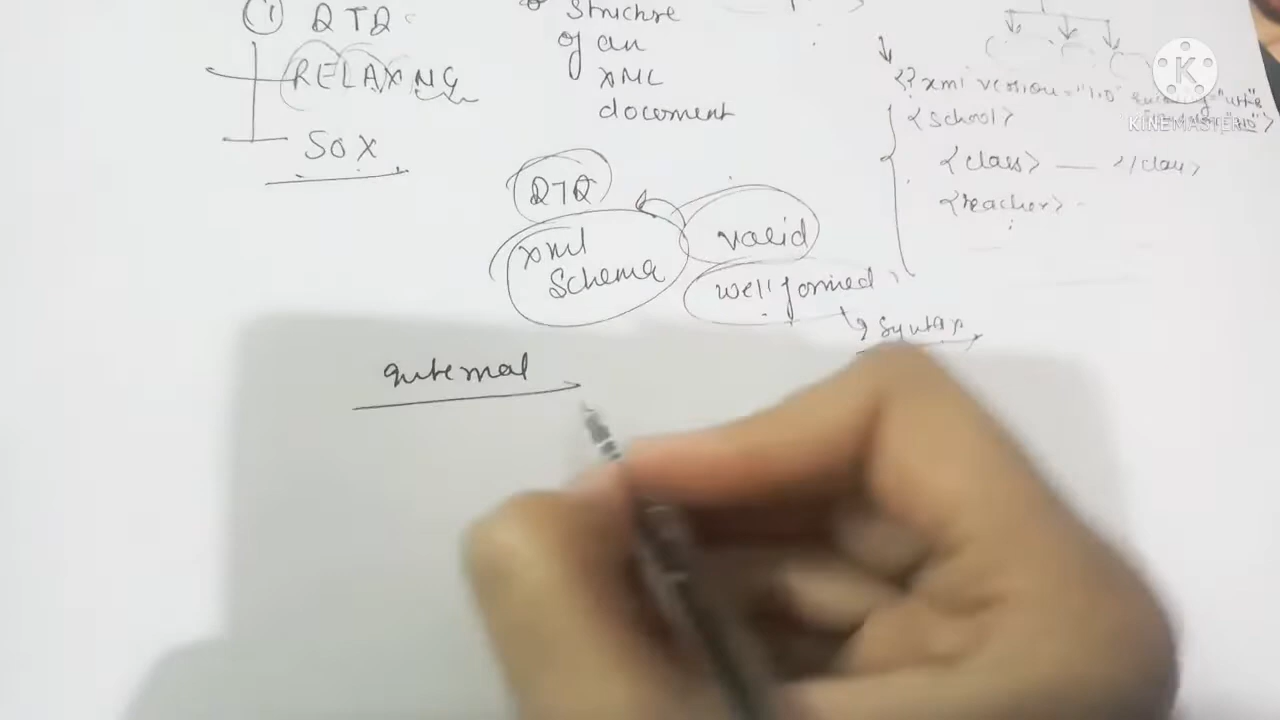 (1) DTD
RELAXNG
SOX
Structure
of an
XML
document
<? xml version="1.0"
<school>
<class> — </class>
<teacher> -
DTD
xml
Schema
valid
well formed
Syntax
internal
K
KINEMASTER